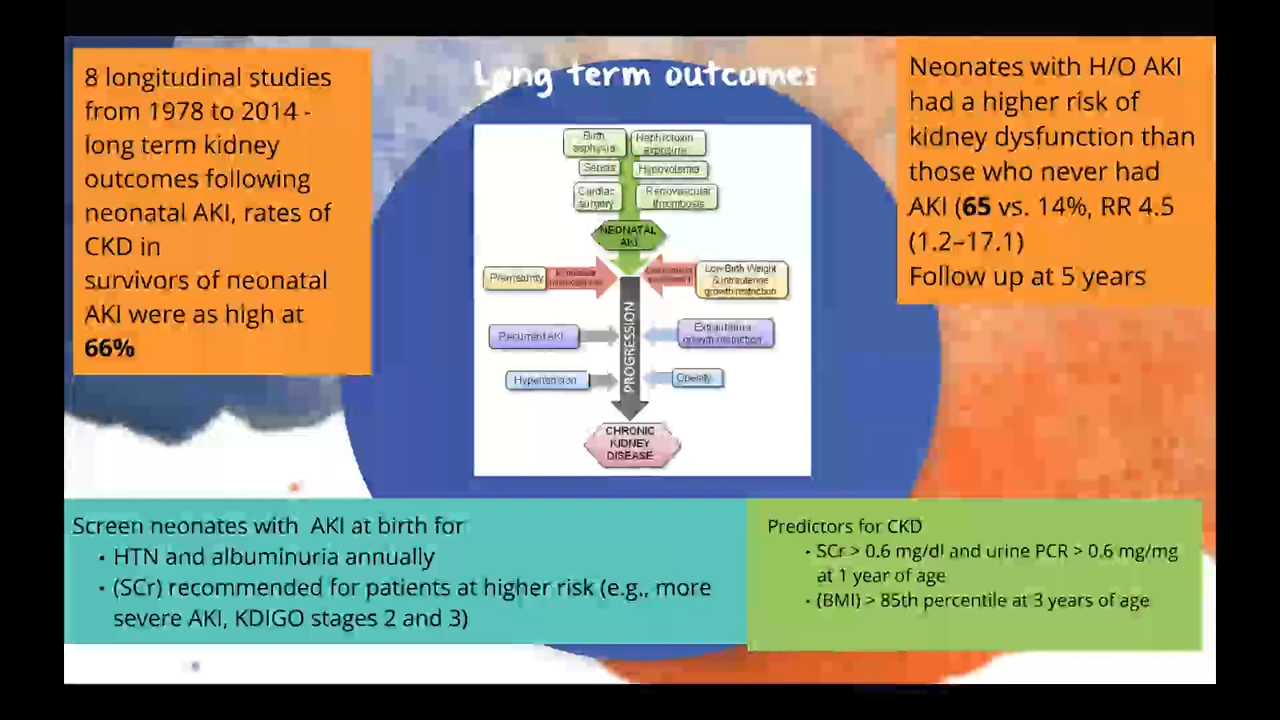 Long term outcomes
8 longitudinal studies
from 1978 to 2014 -
long term kidney
outcomes following
neonatal AKI, rates of
CKD in
survivors of neonatal
AKI were as high at
66%
Birth
asphyxia
Nephrotoxin
exposure
Sepsis
Hypovolemia
Cardiac
surgery
Renovascular
thrombosis
NEONATAL
AKI
Prematurity
Low Birth Weight
& intrauterine
growth restriction
PROGRESSION
Recurrent AKI
Extrauterine
growth restriction
Hypertension
Obesity
CHRONIC
KIDNEY
DISEASE
Neonates with H/O AKI
had a higher risk of
kidney dysfunction than
those who never had
AKI (65 vs. 14%, RR 4.5
(1.2–17.1)
Follow up at 5 years
Screen neonates with AKI at birth for
• HTN and albuminuria annually
• (SCr) recommended for patients at higher risk (e.g., more
severe AKI, KDIGO stages 2 and 3)
Predictors for CKD
• SCr > 0.6 mg/dl and urine PCR > 0.6 mg/mg
at 1 year of age
• (BMI) > 85th percentile at 3 years of age